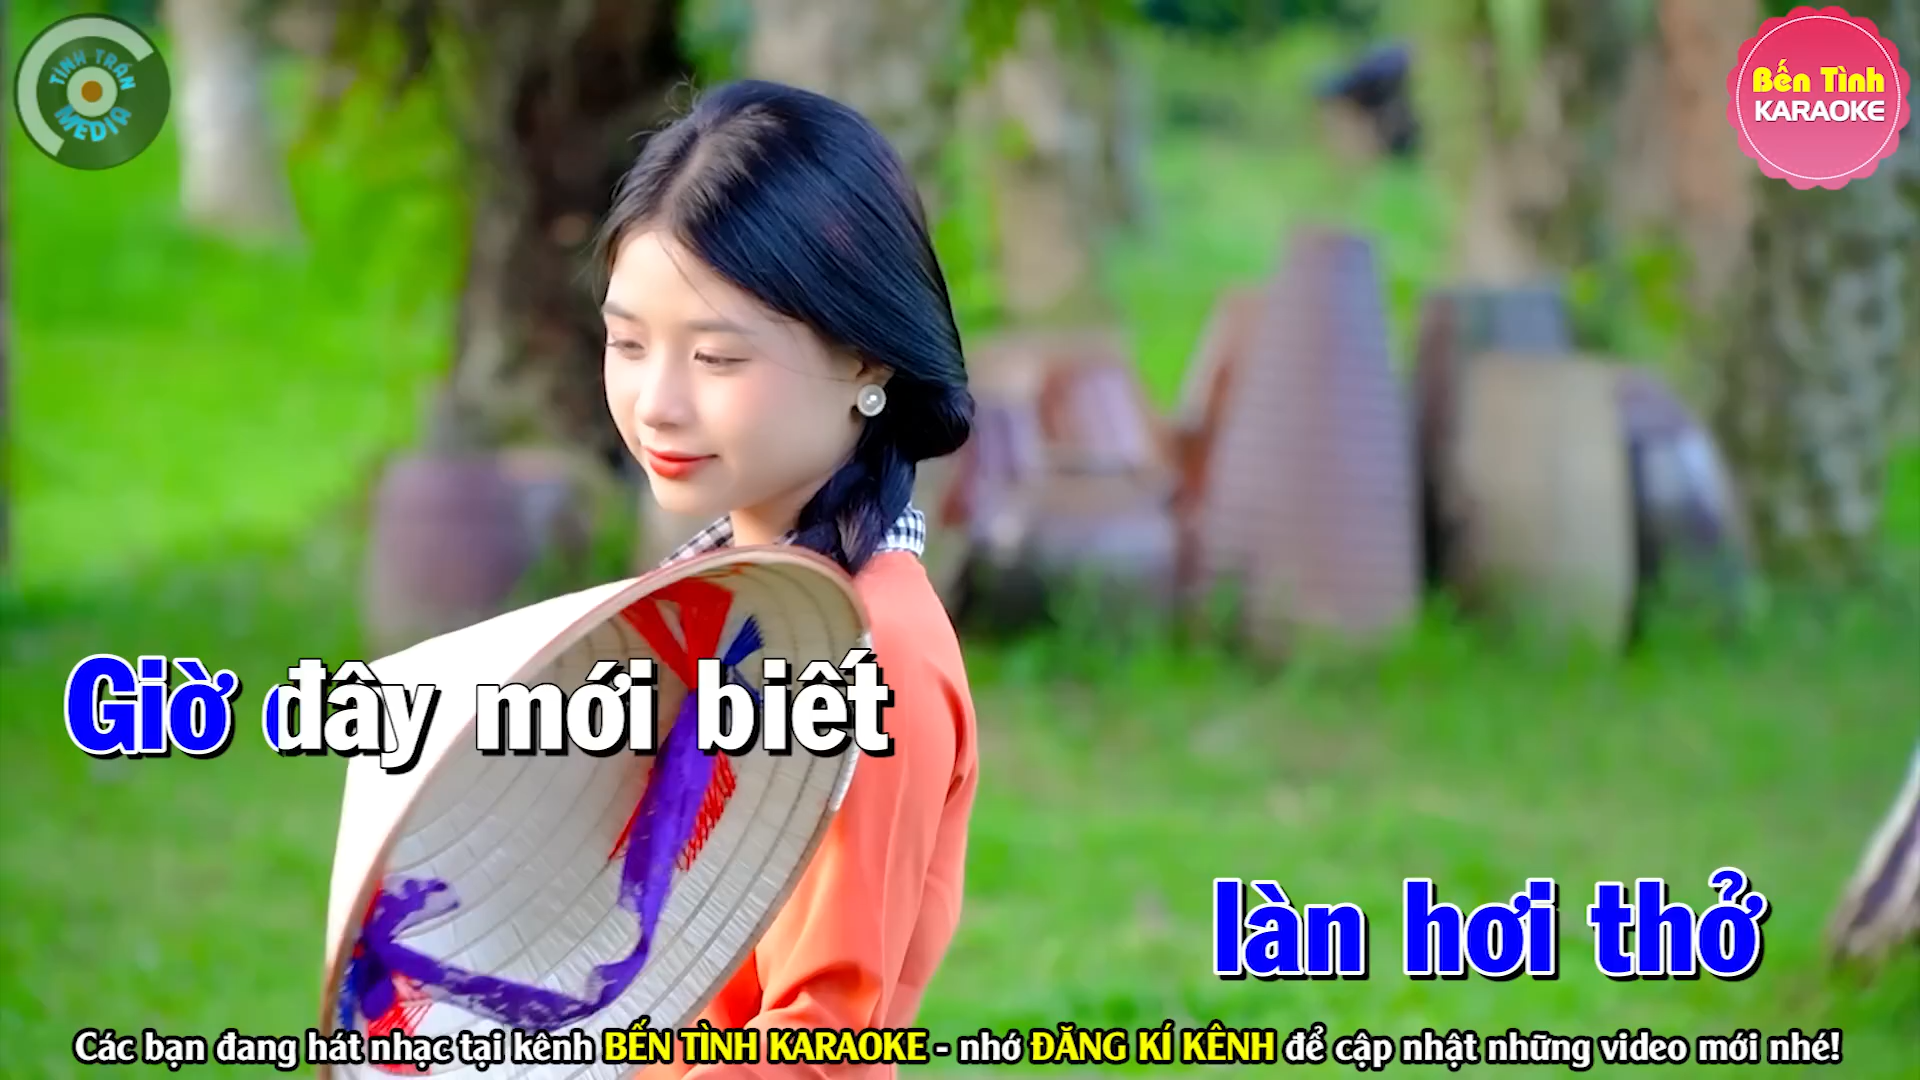 TÌNH TRẦN
MEDIA
Bến Tình
KARAOKE
Giờ đây mới biết
làn hơi thở
Các bạn đang hát nhạc tại kênh BẾN TÌNH KARAOKE - nhớ ĐĂNG KÍ KÊNH để cập nhật những video mới nhé!